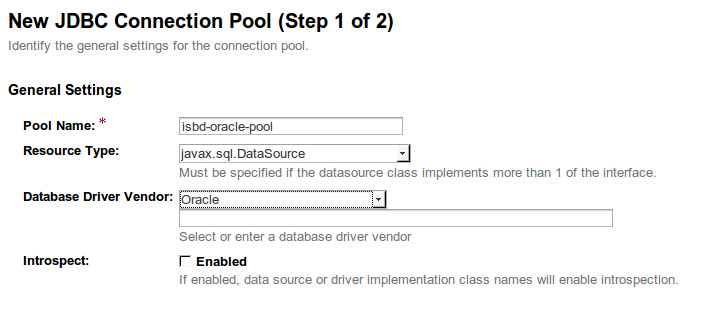 New JDBC Connection Pool (Step 1 of 2)
Identify the general settings for the connection pool.
General Settings
Pool Name: * isbd-oracle-pool
Resource Type: javax.sql.DataSource
Must be specified if the datasource class implements more than 1 of the interface.
Database Driver Vendor: Oracle
Select or enter a database driver vendor
Introspect: Enabled
If enabled, data source or driver implementation class names will enable introspection.